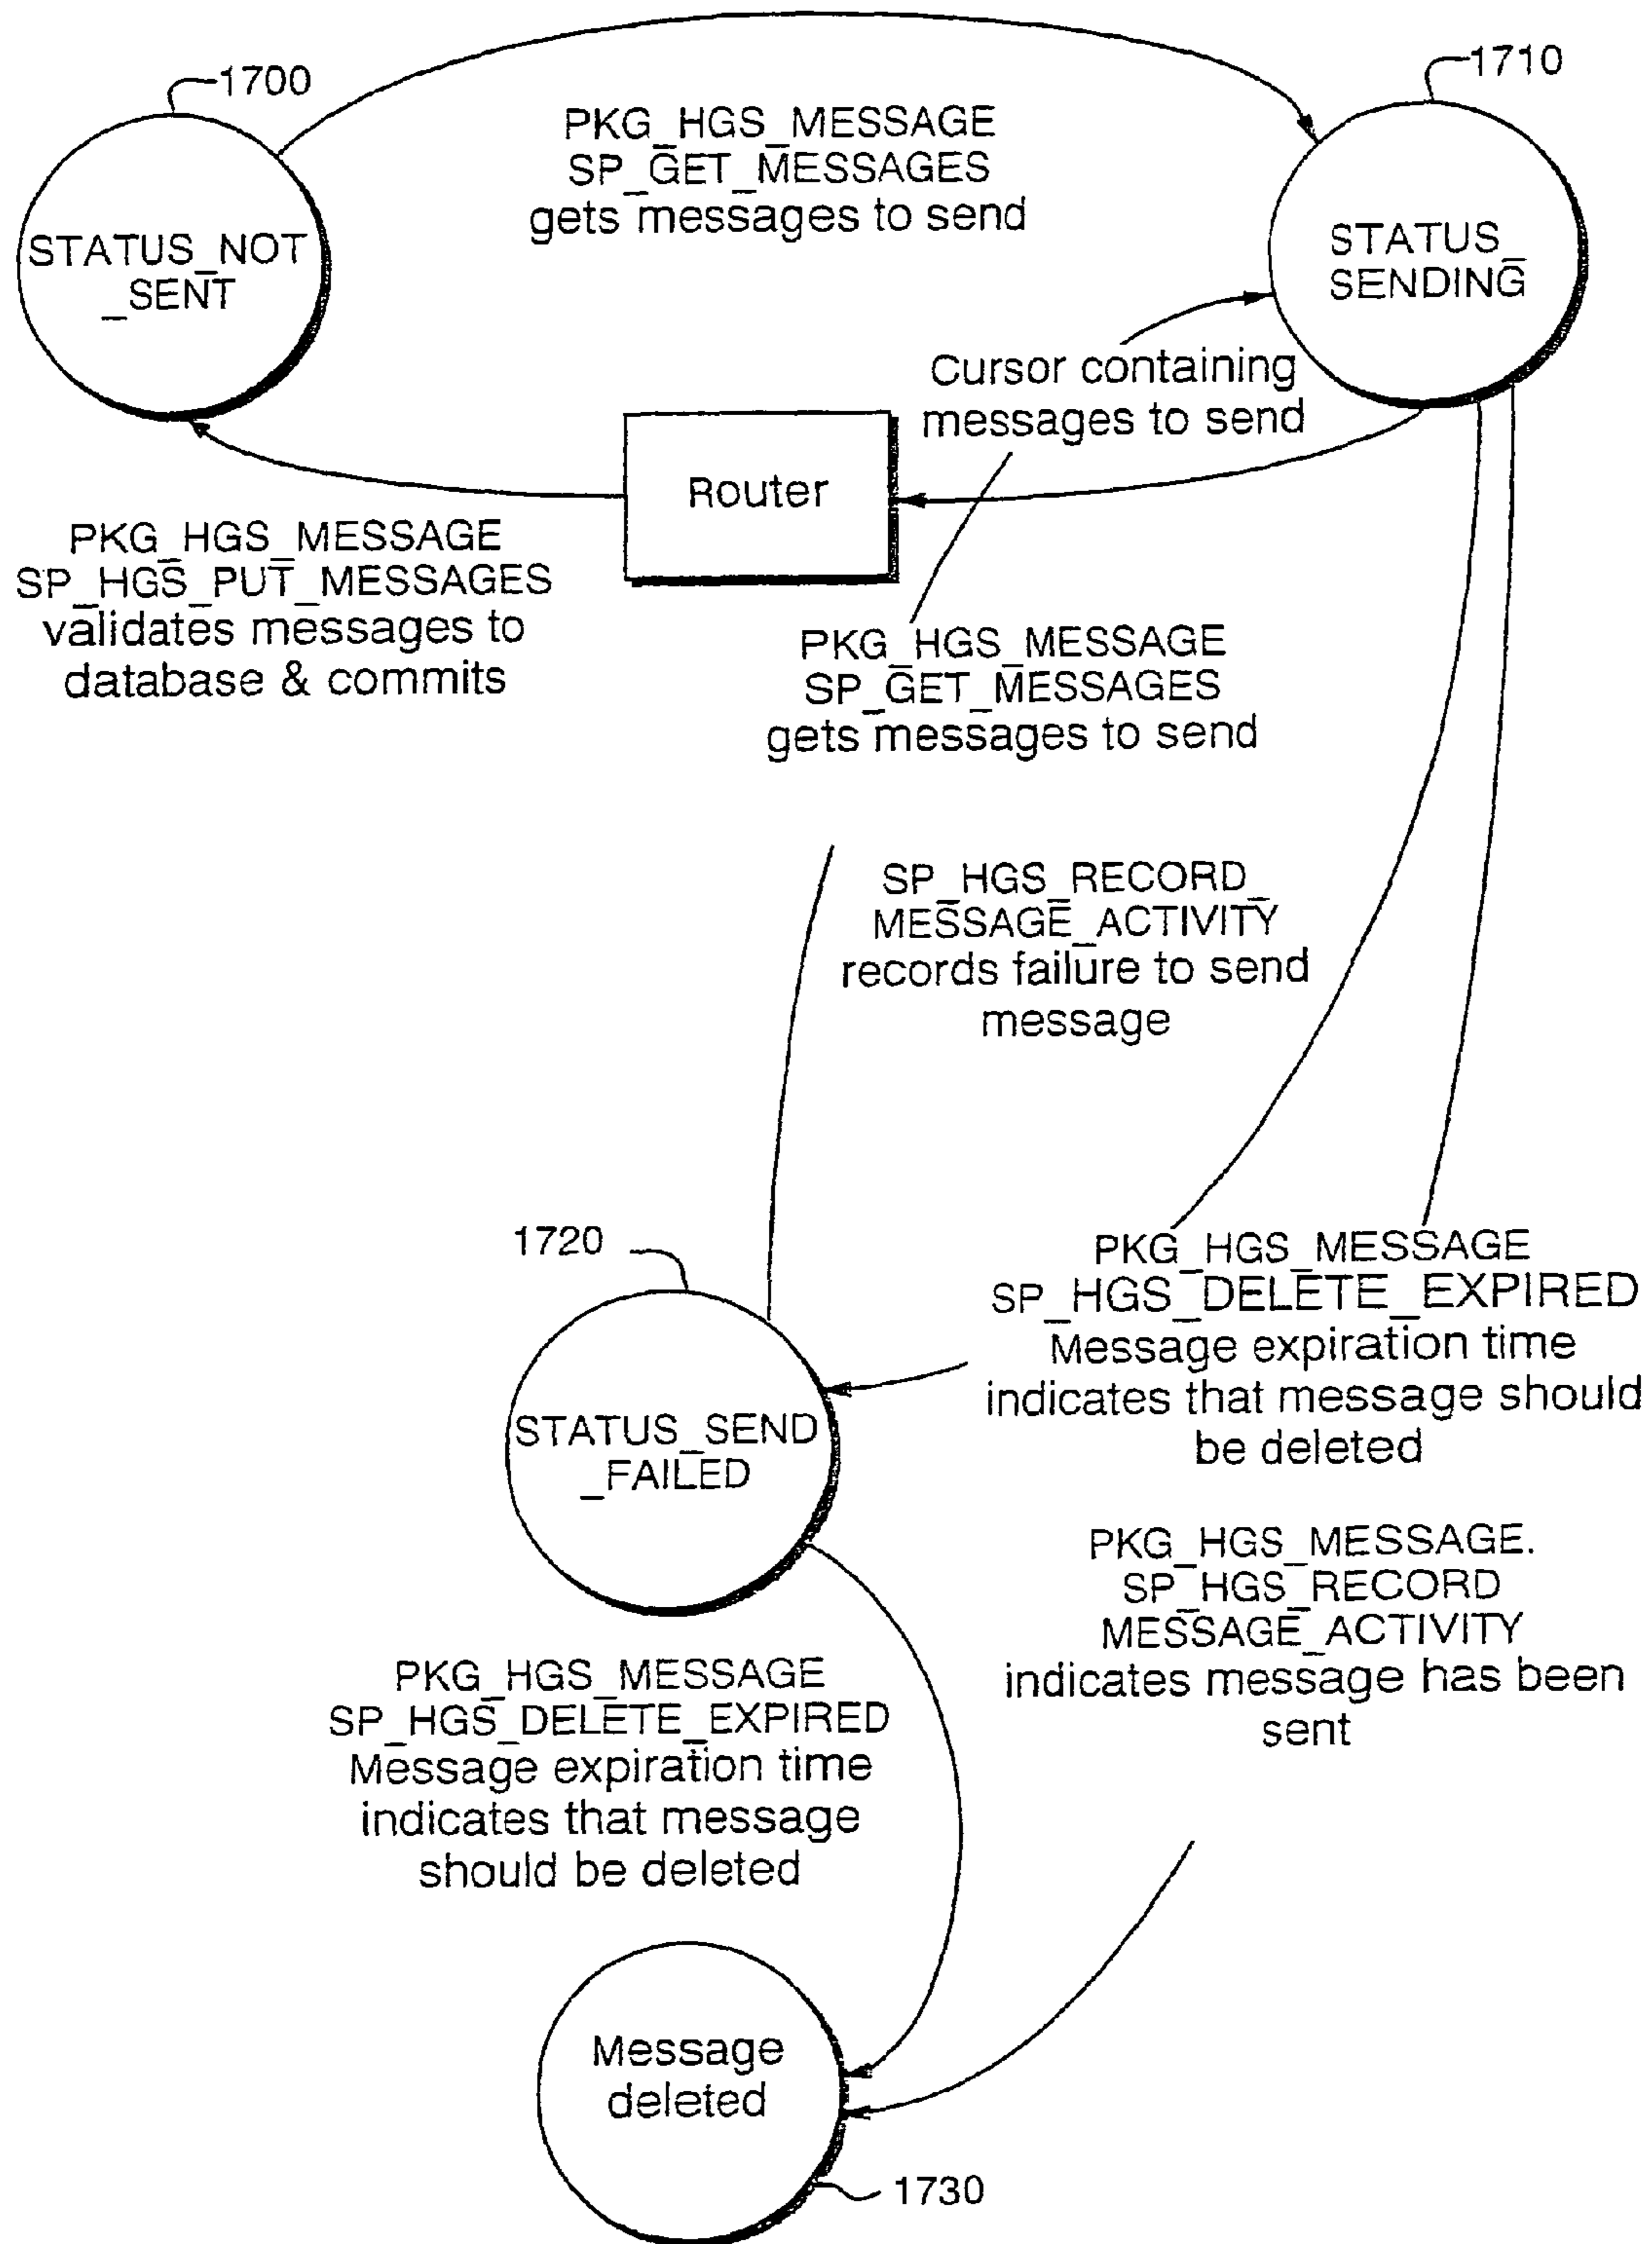 1700
1710
PKG_HGS_MESSAGE
SP_GET_MESSAGES
gets messages to send
STATUS_NOT
_SENT
STATUS_
SENDING
Cursor containing
messages to send
Router
PKG_HGS_MESSAGE
SP_HGS_PUT_MESSAGES
validates messages to
database & commits
PKG_HGS_MESSAGE
SP_GET_MESSAGES
gets messages to send
SP_HGS_RECORD_
MESSAGE_ACTIVITY
records failure to send
message
1720
PKG_HGS_MESSAGE
SP_HGS_DELETE_EXPIRED
Message expiration time
indicates that message should
be deleted
STATUS_SEND
_FAILED
PKG_HGS_MESSAGE.
SP_HGS_RECORD
MESSAGE_ACTIVITY
indicates message has been
sent
PKG_HGS_MESSAGE
SP_HGS_DELETE_EXPIRED
Message expiration time
indicates that message
should be deleted
Message
deleted
1730